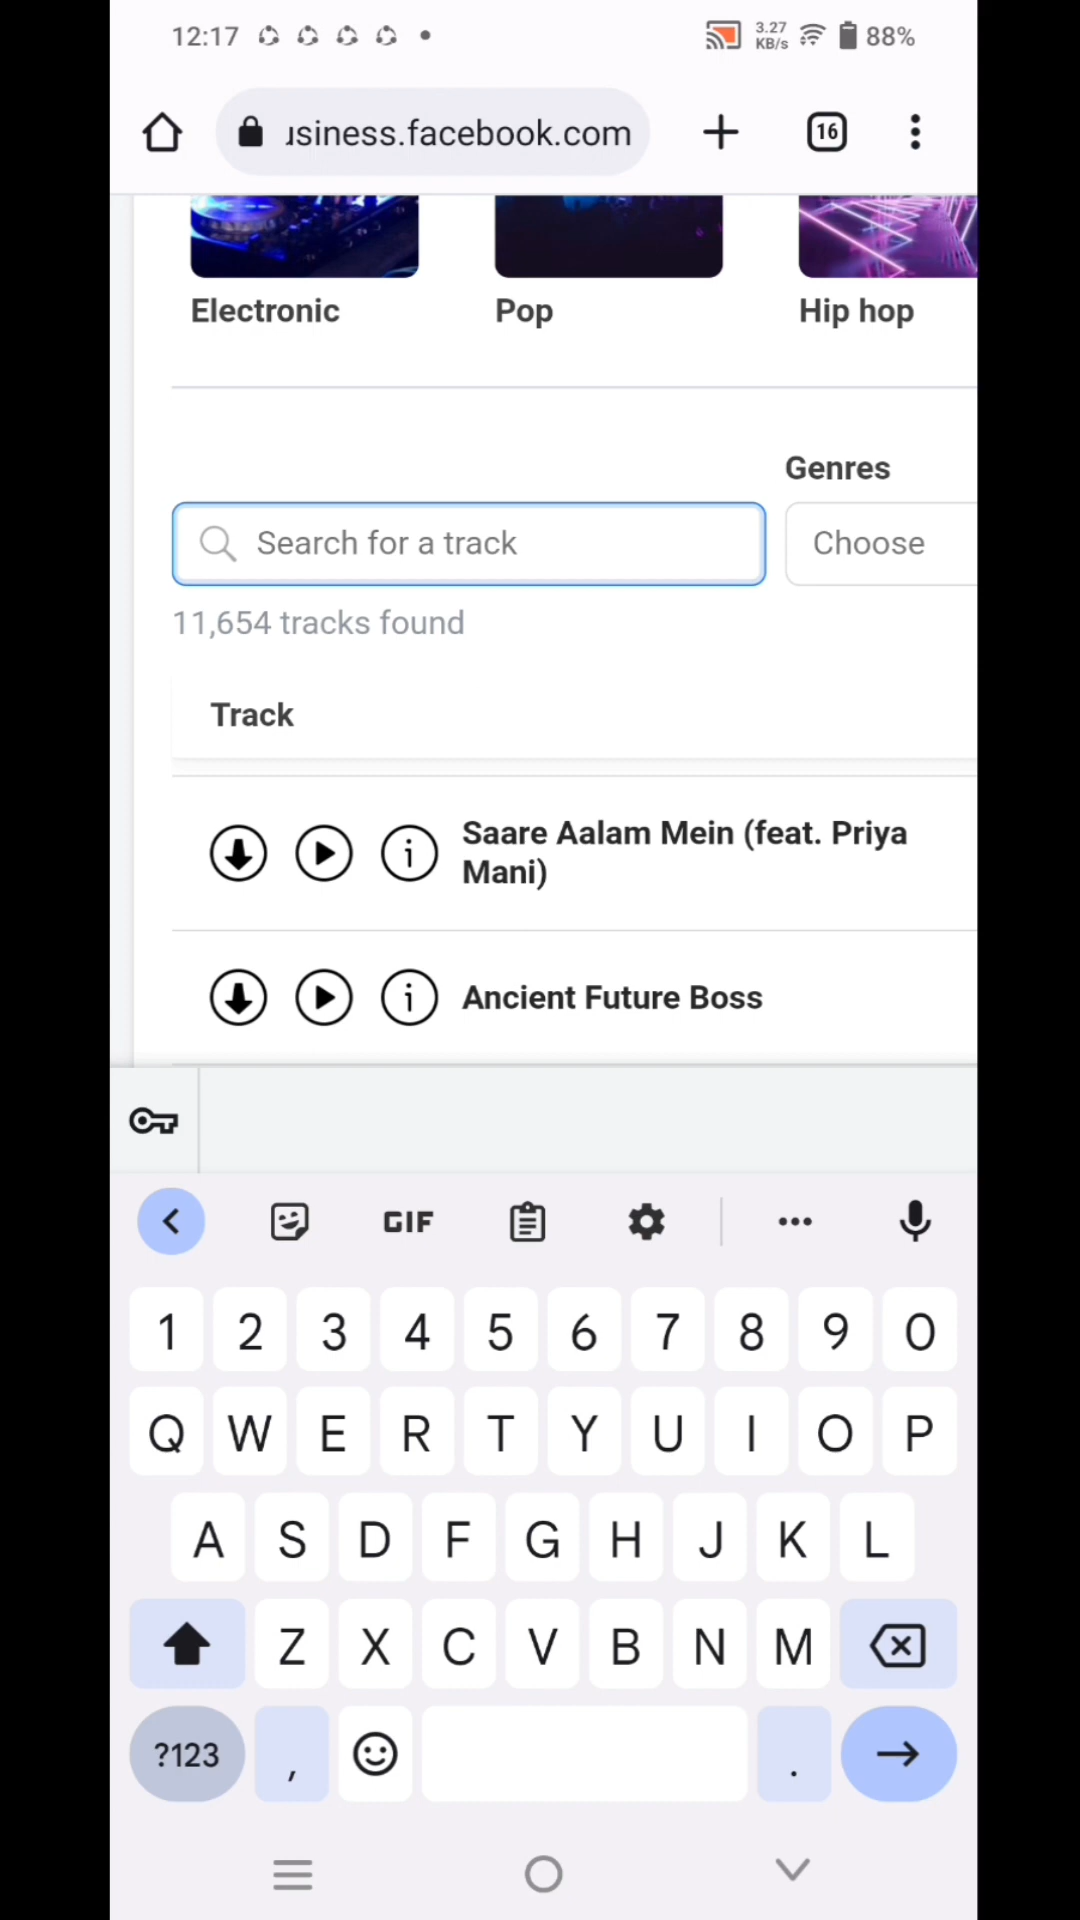 12:17 3.27 KB/s 88%
usiness.facebook.com 16
Electronic Pop Hip hop
Genres
Search for a track Choose
11,654 tracks found
Track
Saare Aalam Mein (feat. Priya
Mani)
Ancient Future Boss
GIF
1 2 3 4 5 6 7 8 9 0
Q W E R T Y U I O P
A S D F G H J K L
Z X C V B N M
?123 , .